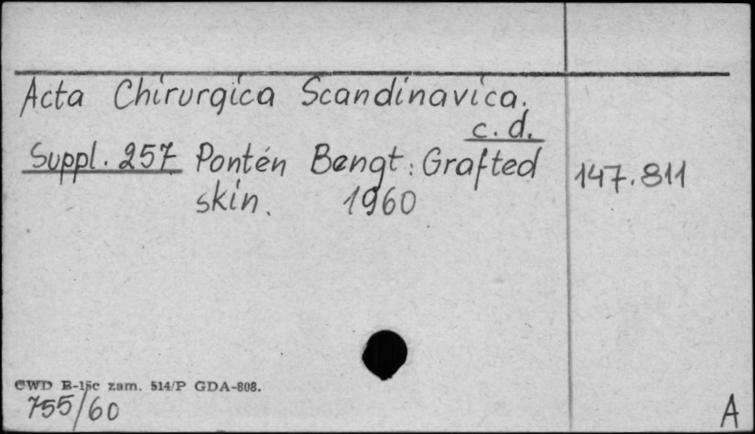 Acta Chirurgica Scandinavica.
c.d.
Suppl. 257 Pontén Bengt: Grafted
skin. 1960
147.811
CWD B-15c zam. 514/P GDA-808.
755/60
A